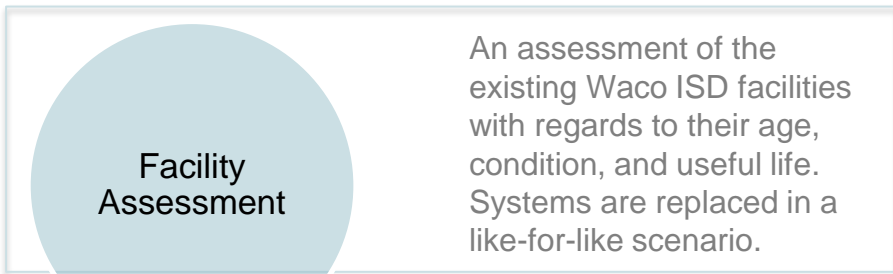 Facility
Assessment
An assessment of the
existing Waco ISD facilities
with regards to their age,
condition, and useful life.
Systems are replaced in a
like-for-like scenario.